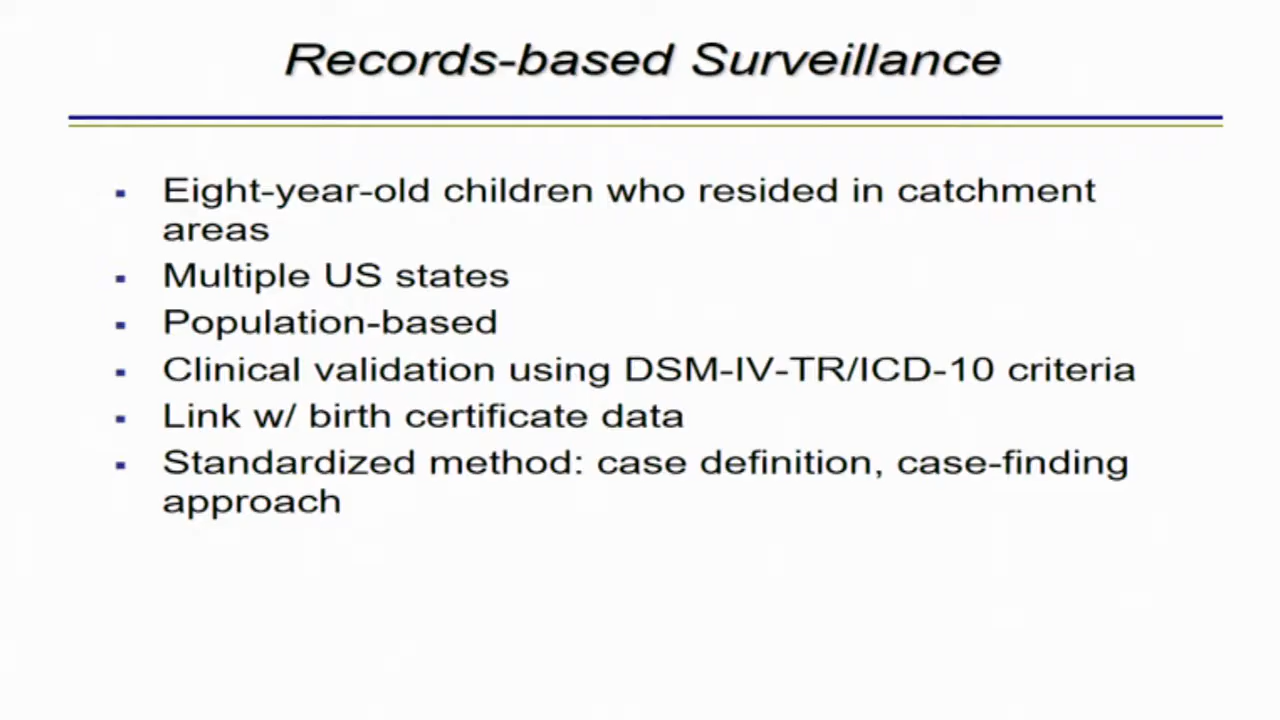 Records-based Surveillance
▪ Eight-year-old children who resided in catchment
areas
▪ Multiple US states
▪ Population-based
▪ Clinical validation using DSM-IV-TR/ICD-10 criteria
▪ Link w/ birth certificate data
▪ Standardized method: case definition, case-finding
approach